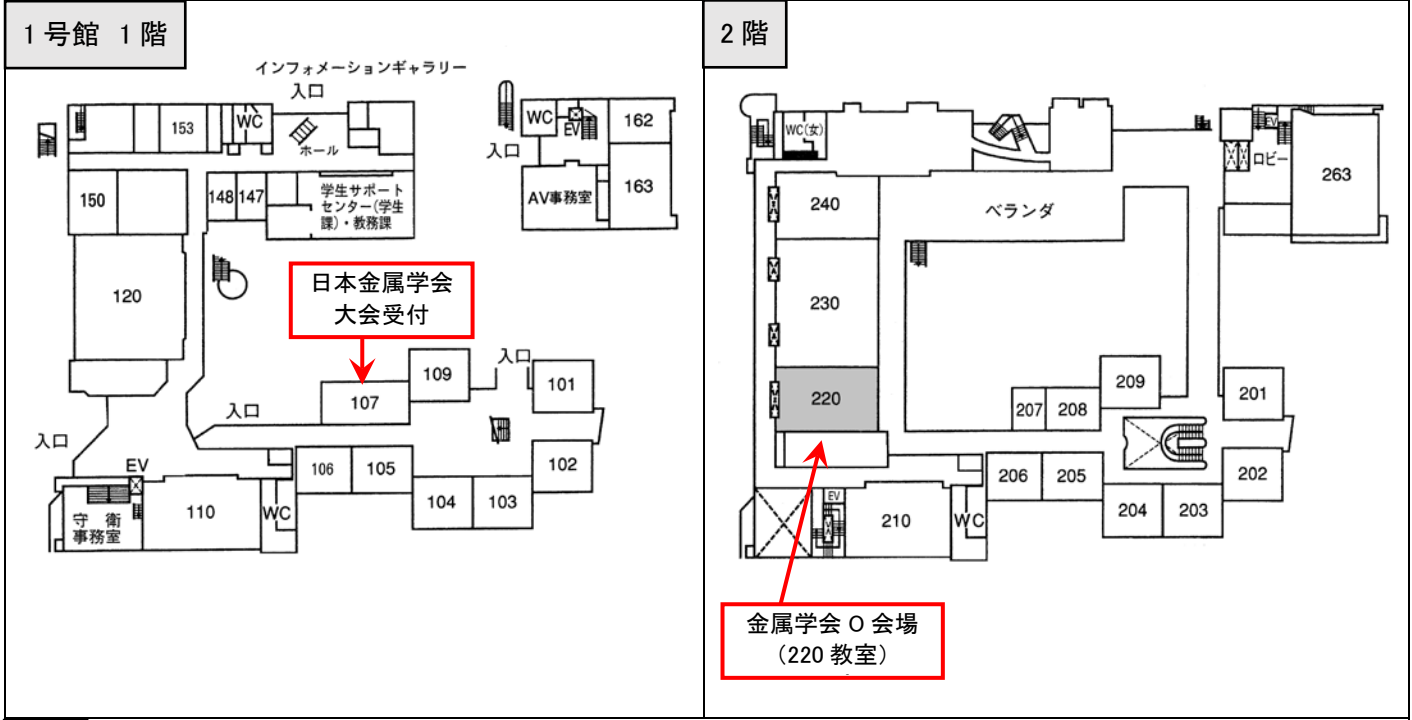 1号館 1階
インフォメーションギャラリー
入口
153
WC
ホール
WC
EV
162
入口
150
148
147
学生サポート
センター(学生
課)・教務課
AV事務室
163
120
日本金属学会
大会受付
109
入口
101
107
入口
入口
EV
106
105
102
104
103
守 衛
事務室
110
WC
2階
WC(女)
EV
ロビー
263
240
ベランダ
230
220
209
201
207
208
206
205
202
204
203
EV
210
WC
金属学会 O 会場
(220 教室)